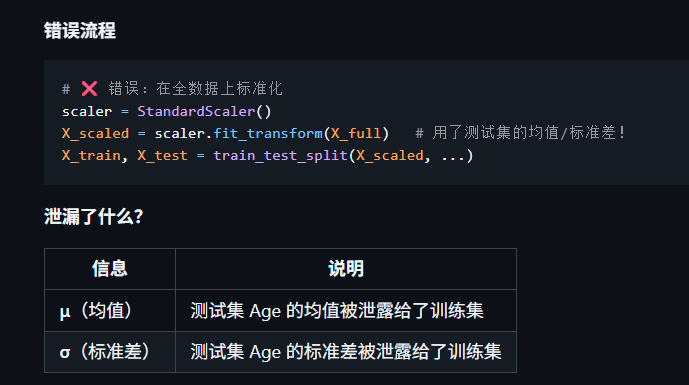 错误流程
# ❌ 错误：在全数据上标准化
scaler = StandardScaler()
X_scaled = scaler.fit_transform(X_full)   # 用了测试集的均值/标准差！
X_train, X_test = train_test_split(X_scaled, ...)
泄漏了什么？
信息 说明
μ（均值） 测试集 Age 的均值被泄露给了训练集
σ（标准差） 测试集 Age 的标准差被泄露给了训练集